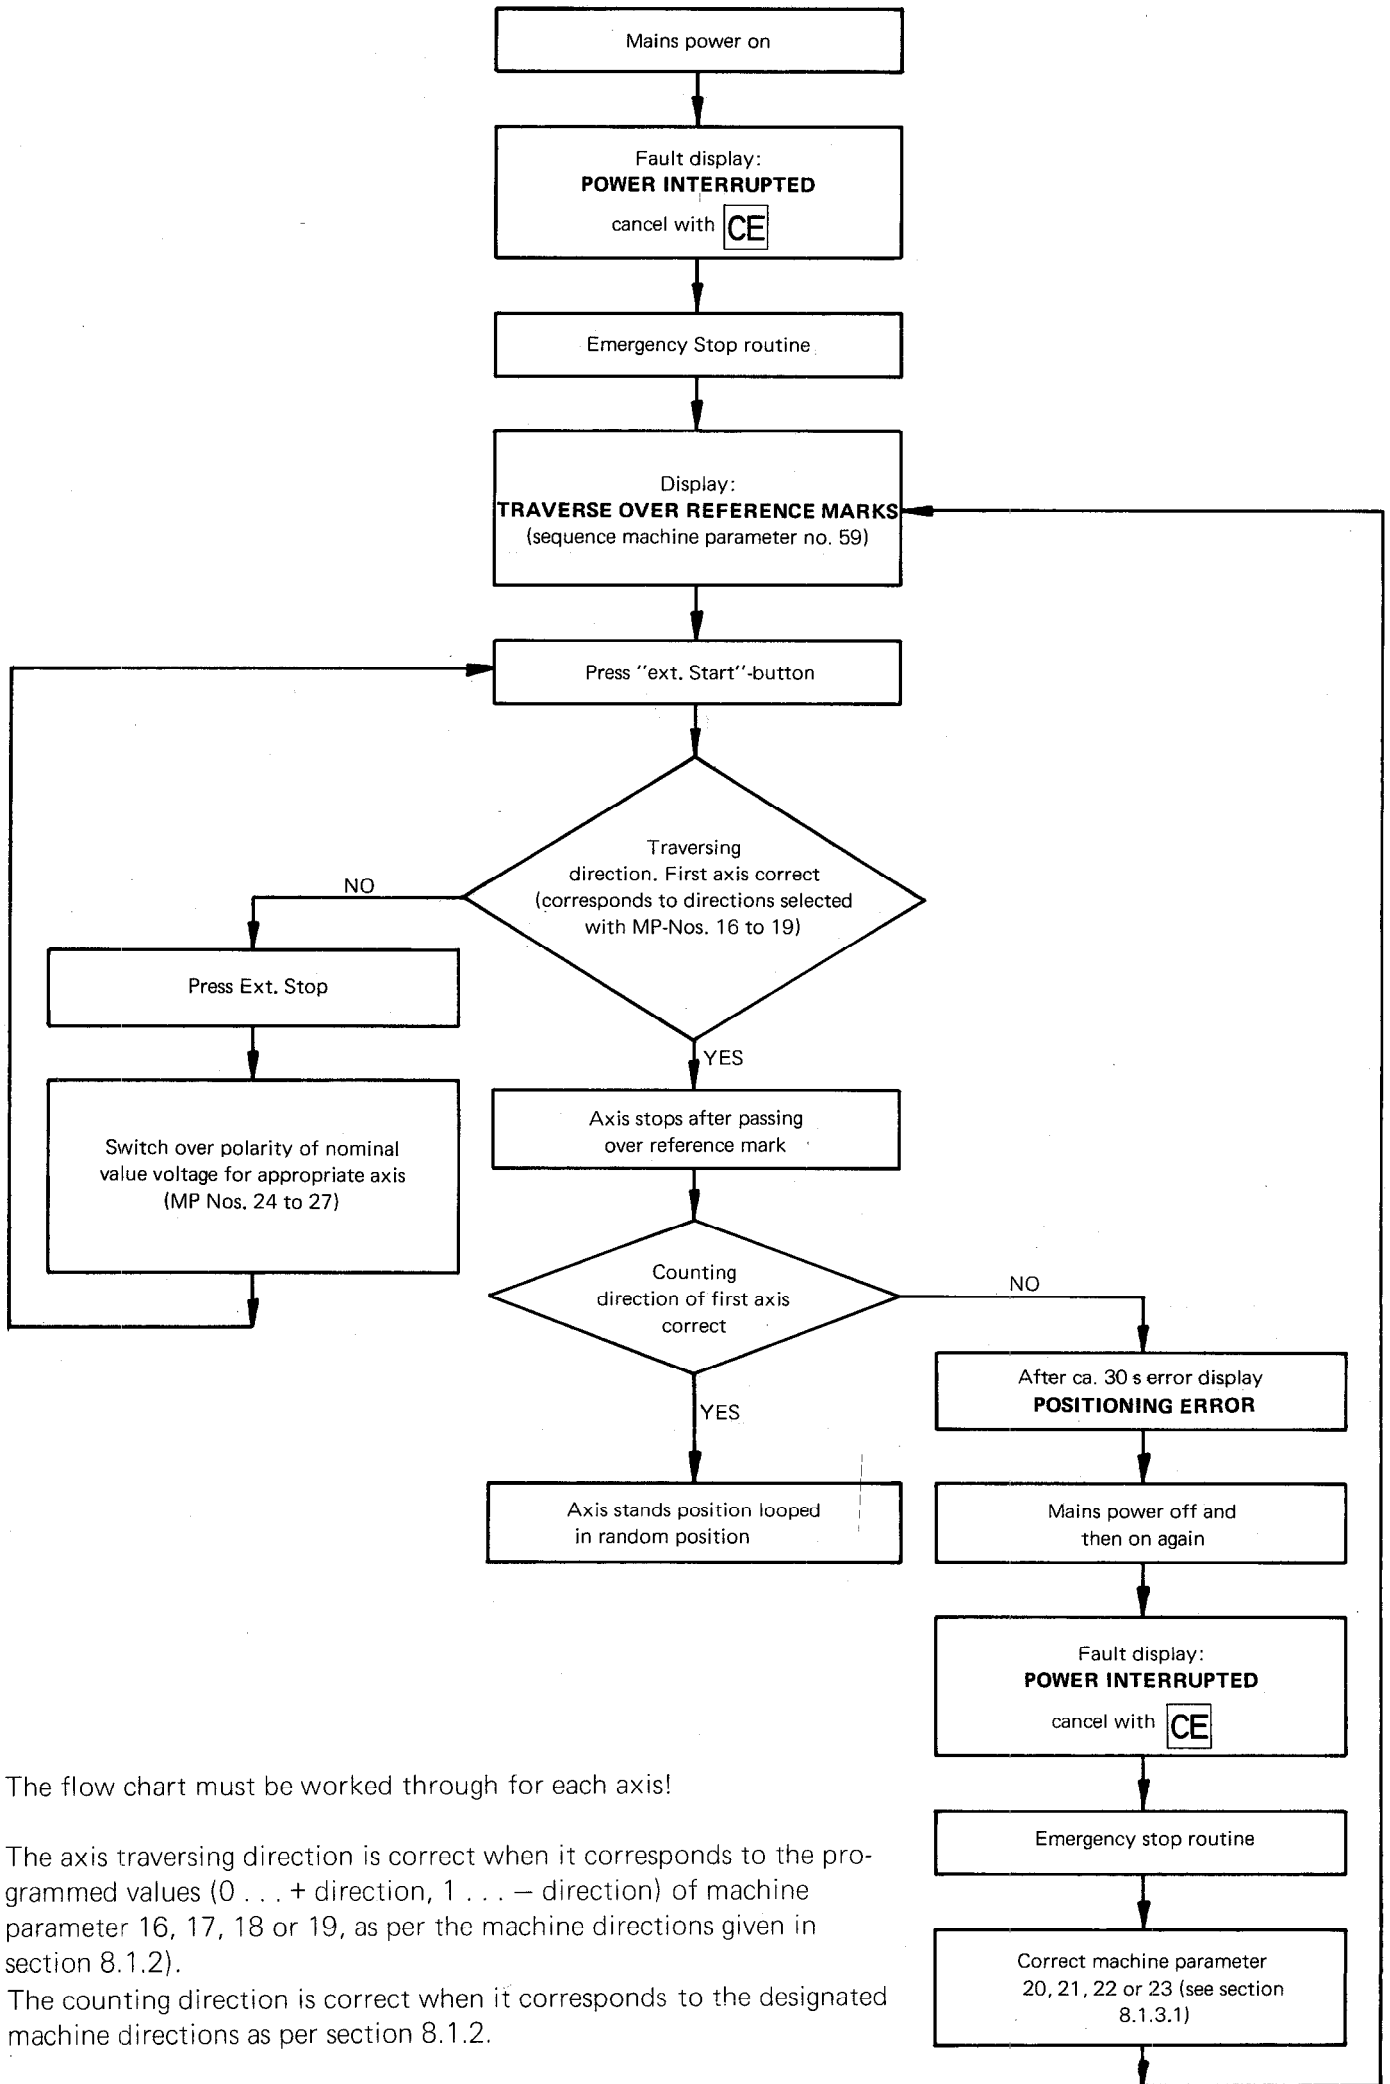 Mains power on
Fault display:
POWER INTERRUPTED
cancel with CE
Emergency Stop routine
Display:
TRAVERSE OVER REFERENCE MARKS
(sequence machine parameter no. 59)
Press "ext. Start"-button
Traversing
direction. First axis correct
(corresponds to directions selected
with MP-Nos. 16 to 19)
NO
Press Ext. Stop
Switch over polarity of nominal
value voltage for appropriate axis
(MP Nos. 24 to 27)
YES
Axis stops after passing
over reference mark
Counting
direction of first axis
correct
YES
Axis stands position looped
in random position
NO
After ca. 30 s error display
POSITIONING ERROR
Mains power off and
then on again
Fault display:
POWER INTERRUPTED
cancel with CE
Emergency stop routine
Correct machine parameter
20, 21, 22 or 23 (see section
8.1.3.1)
The flow chart must be worked through for each axis!
The axis traversing direction is correct when it corresponds to the pro-
grammed values (0 . . . + direction, 1 . . . — direction) of machine
parameter 16, 17, 18 or 19, as per the machine directions given in
section 8.1.2).
The counting direction is correct when it corresponds to the designated
machine directions as per section 8.1.2.